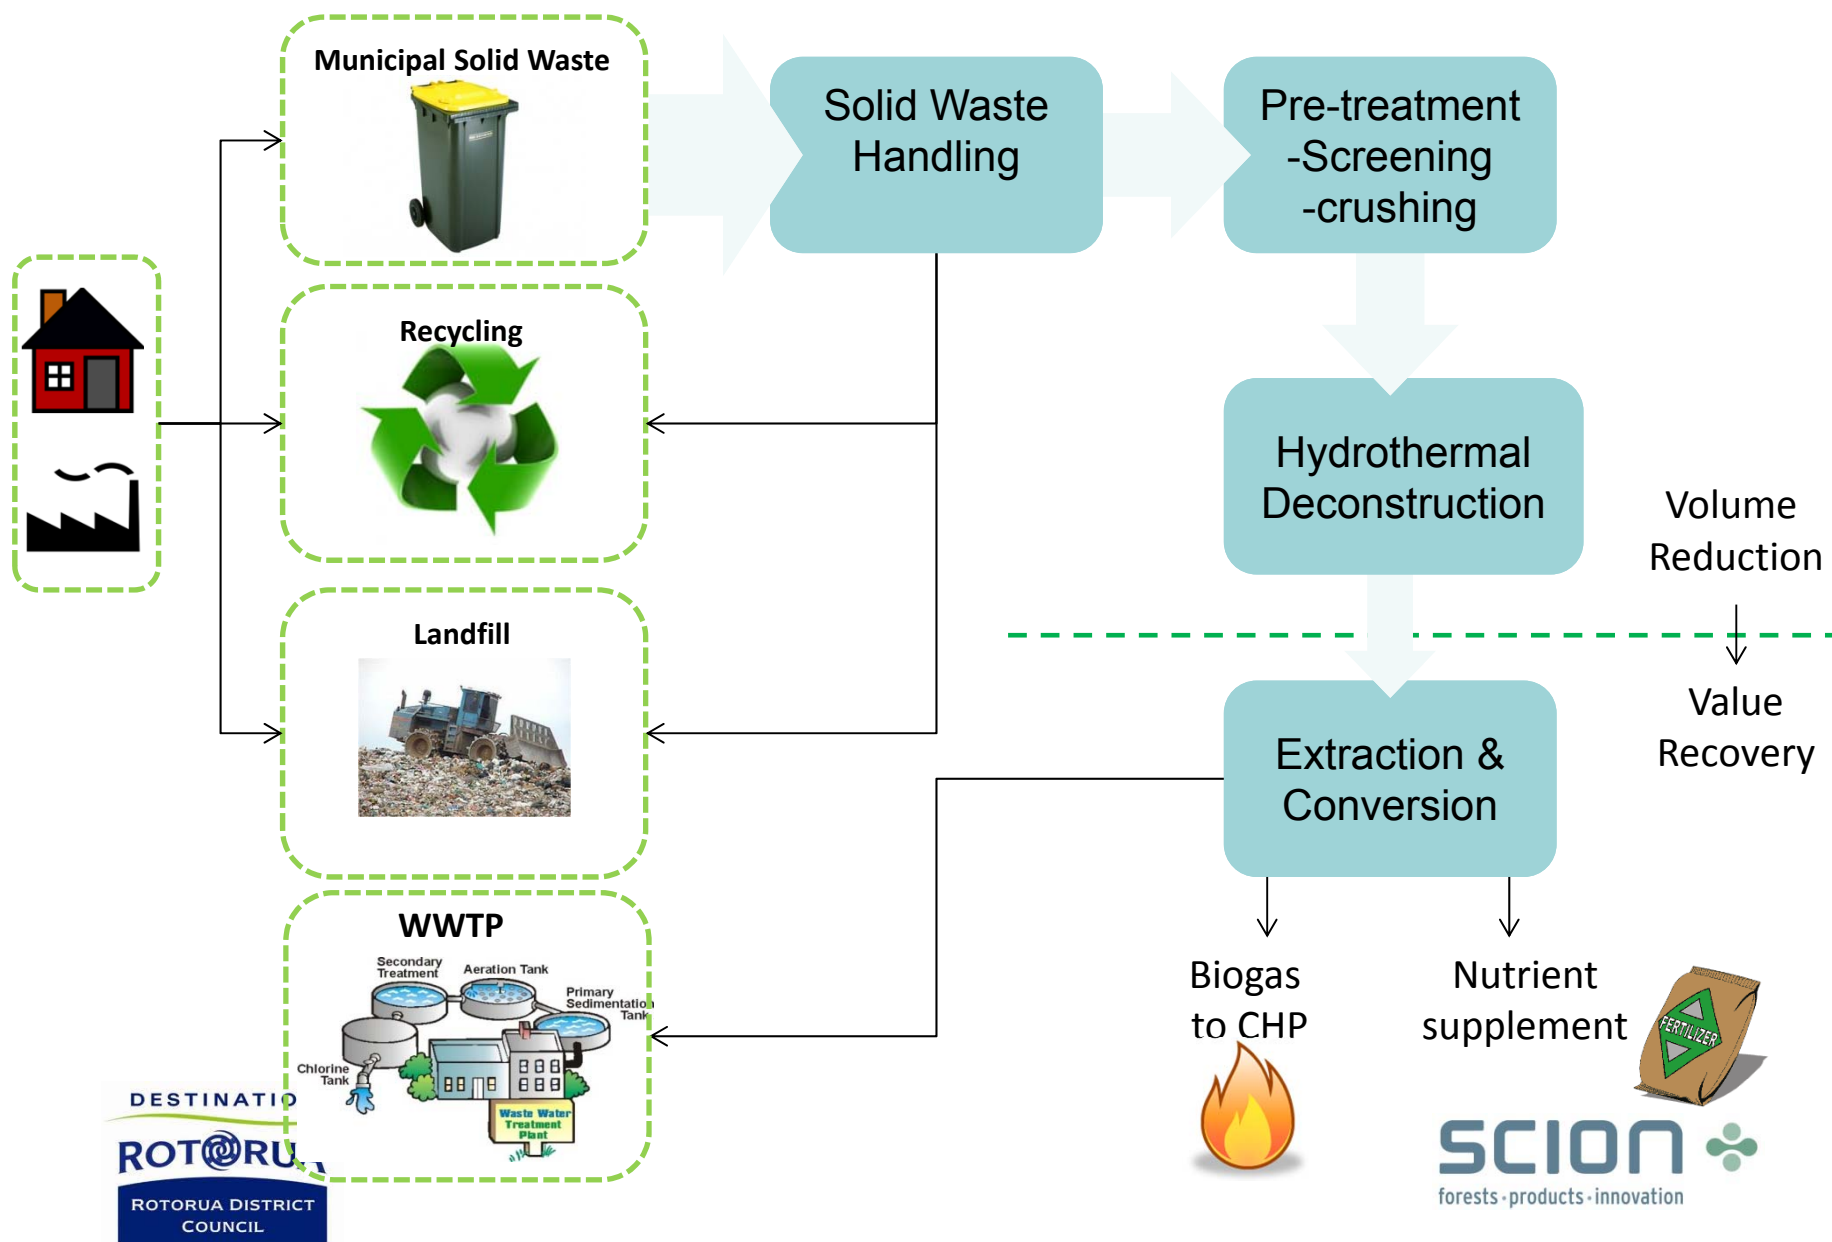 Municipal Solid Waste
Solid Waste
Handling
Pre-treatment
-Screening
-crushing
Recycling
Hydrothermal
Deconstruction
Volume
Reduction
Landfill
Value
Recovery
Extraction &
Conversion
WWTP
Secondary
Treatment
Aeration Tank
Primary
Sedimentation
Tank
Chlorine
Tank
Waste Water
Treatment
Plant
Biogas
to CHP
Nutrient
supplement
FERTILIZER
DESTINATIO
ROTORUA
ROTORUA DISTRICT
COUNCIL
SCION
forests·products·innovation